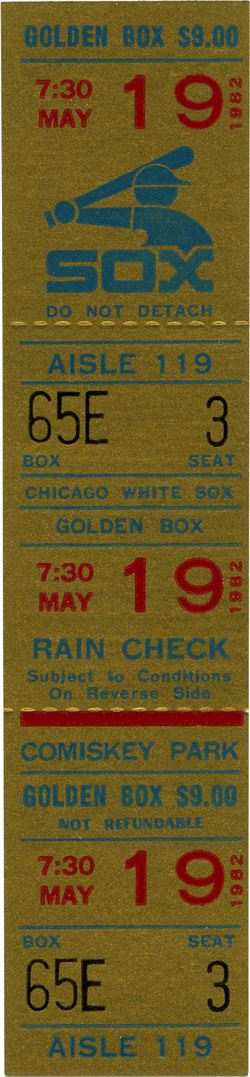 GOLDEN BOX $9.00
7:30
MAY 19 1982
SOX
DO NOT DETACH
AISLE 119
65E 3
BOX SEAT
CHICAGO WHITE SOX
GOLDEN BOX
7:30
MAY 19 1982
RAIN CHECK
Subject to Conditions
On Reverse Side
COMISKEY PARK
GOLDEN BOX $9.00
NOT REFUNDABLE
7:30
MAY 19 1982
BOX SEAT
65E 3
AISLE 119